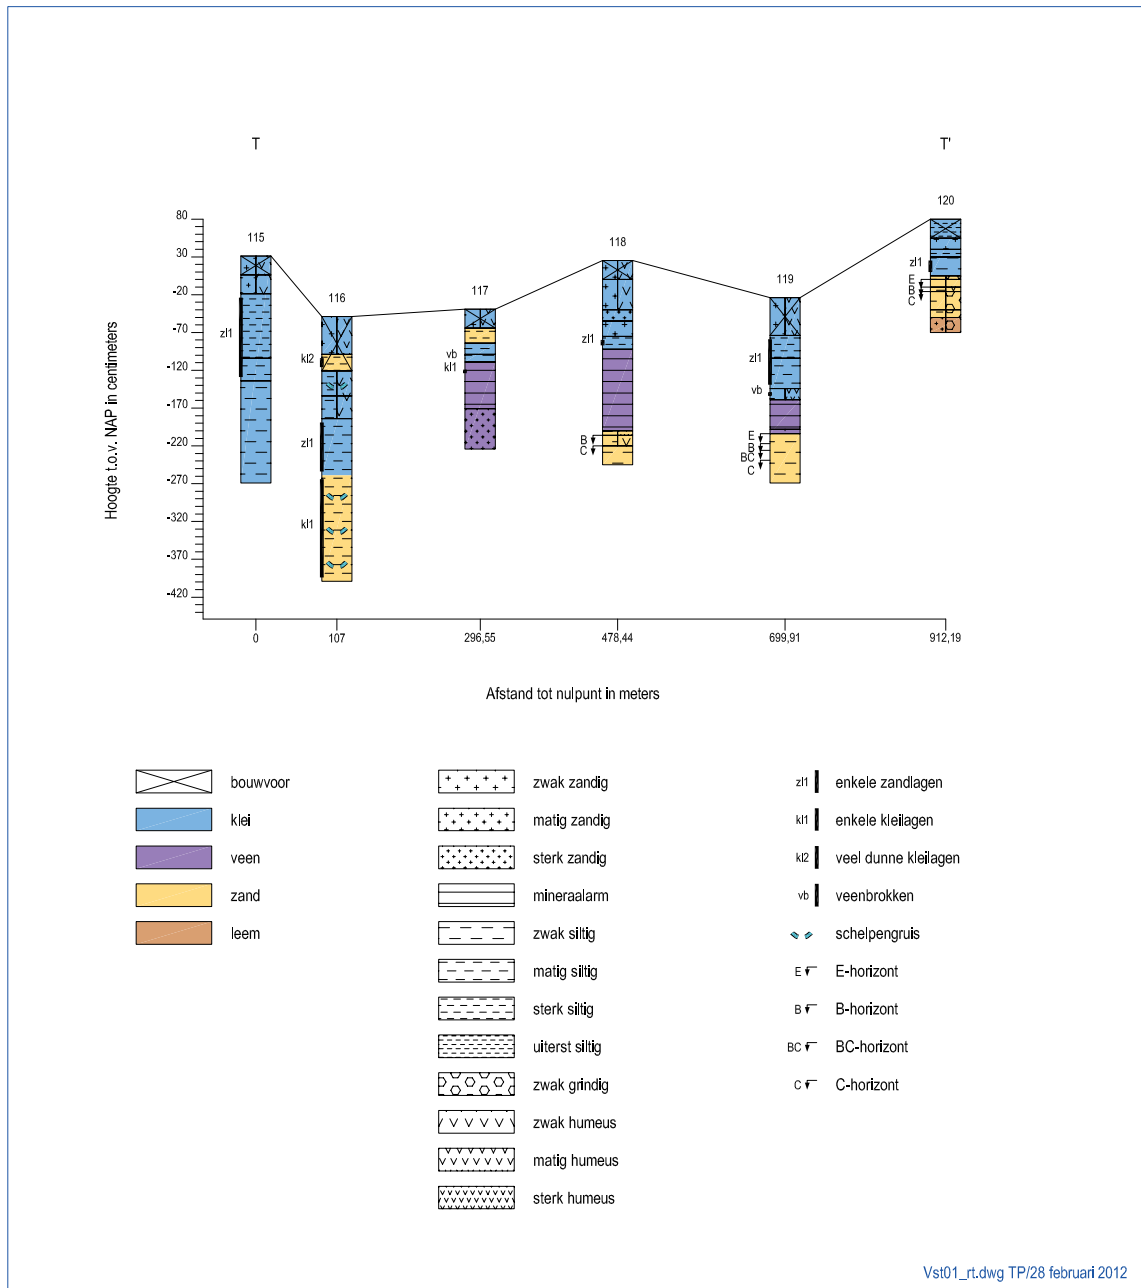 T T'
120
80
115
30
118
E
zl1
B
-20
C
119
117
116
-70
zl1
zl1
vb
zl1
kl2
kl1
-120
vb
-170
zl1
B
E
-220
C
B
BC
C
-270
kl1
-320
-370
-420
Hoogte t.o.v. NAP in centimeters
0 107 296,55 478,44 699,91 912,19
Afstand tot nulpunt in meters
bouwvoor
klei
veen
zand
leem
zwak zandig
matig zandig
sterk zandig
mineraalarm
zwak siltig
matig siltig
sterk siltig
uiterst siltig
zwak grindig
zwak humeus
matig humeus
sterk humeus
zl1 enkele zandlagen
kl1 enkele kleilagen
kl2 veel dunne kleilagen
vb veenbrokken
schelpengruis
E E-horizont
B B-horizont
BC BC-horizont
C C-horizont
Vst01_rt.dwg TP/28 februari 2012